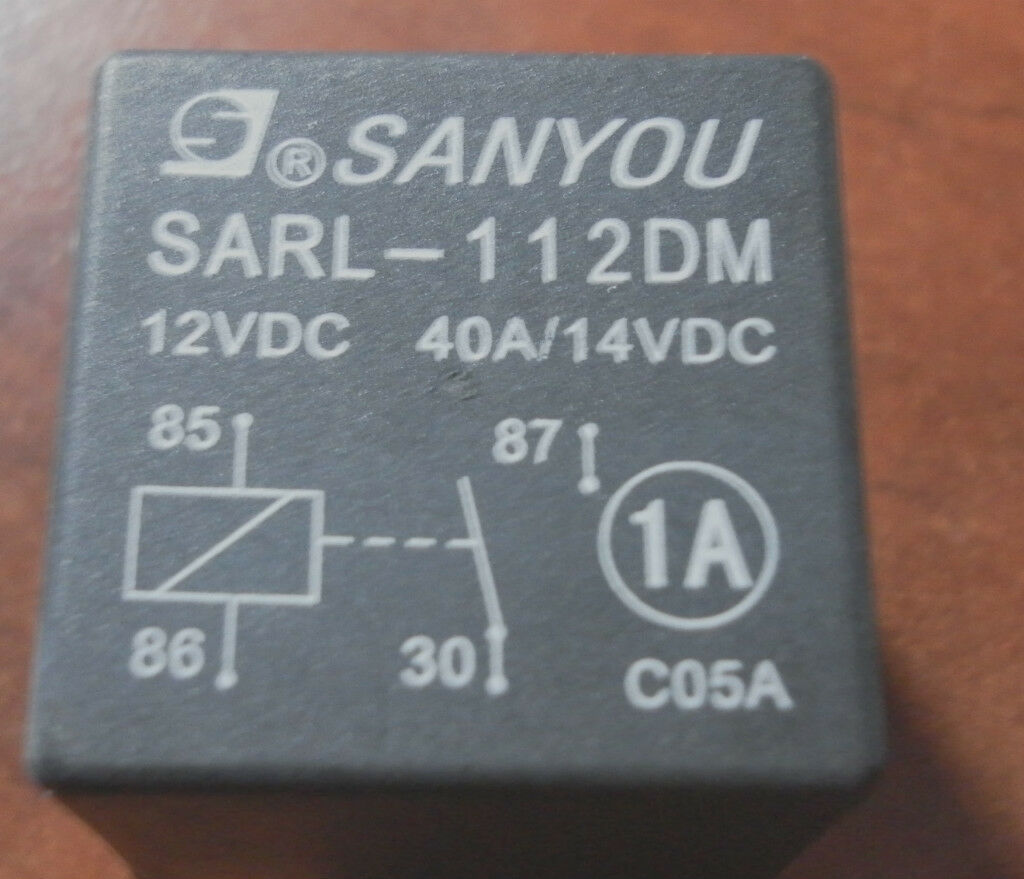 ® SANYOU
SARL-112DM
12VDC 40A/14VDC
85 87
1A
86 30 C05A